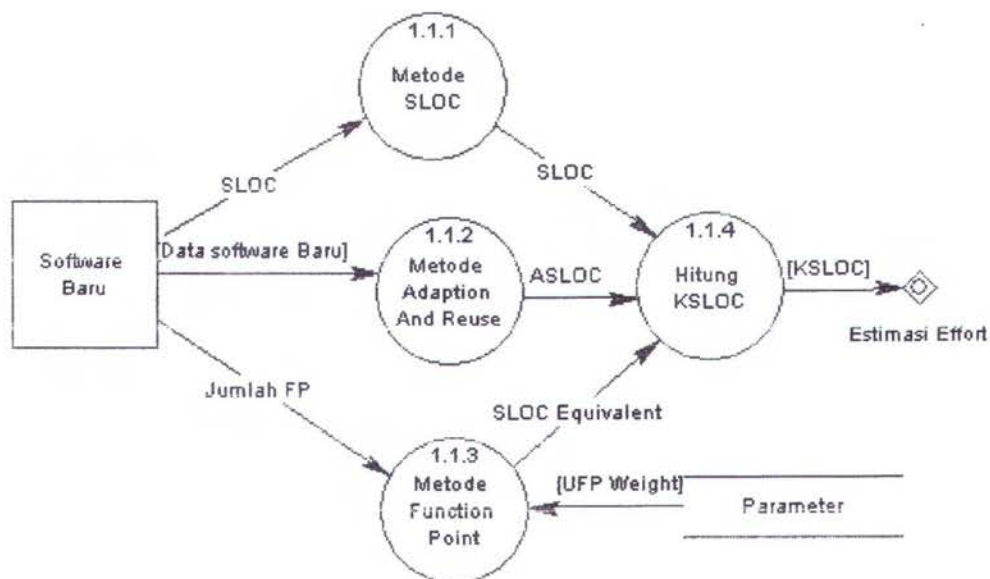 1.1.1
Metode
SLOC
SLOC
SLOC
Software
Baru
[Data software Baru]
1.1.2
Metode
Adaption
And Reuse
ASLOC
1.1.4
Hitung
KSLOC
[KSLOC]
Estimasi Effort
Jumlah FP
SLOC Equivalent
1.1.3
Metode
Function
Point
[UFP Weight]
Parameter